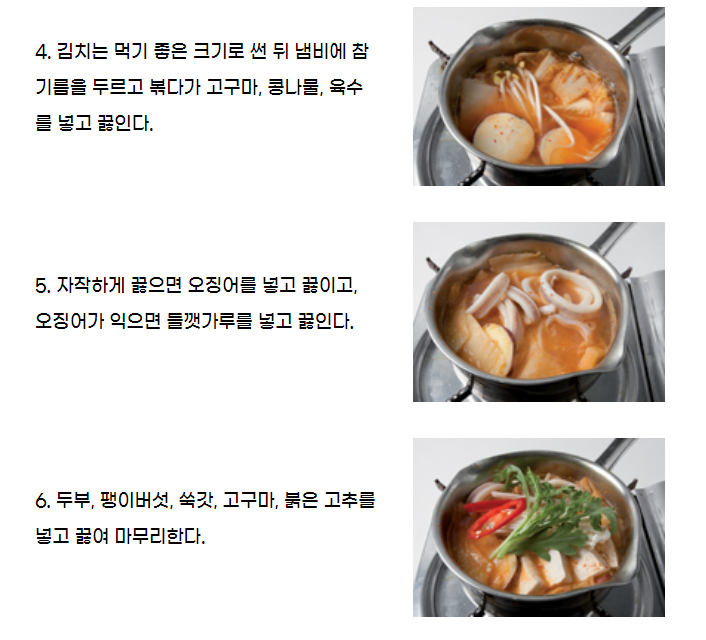 4. 김치는 먹기 좋은 크기로 썬 뒤 냄비에 참
기름을 두르고 볶다가 고구마, 콩나물, 육수
를 넣고 끓인다.
5. 자작하게 끓으면 오징어를 넣고 끓이고,
오징어가 익으면 들깻가루를 넣고 끓인다.
6. 두부, 팽이버섯, 쑥갓, 고구마, 붉은 고추를
넣고 끓여 마무리한다.